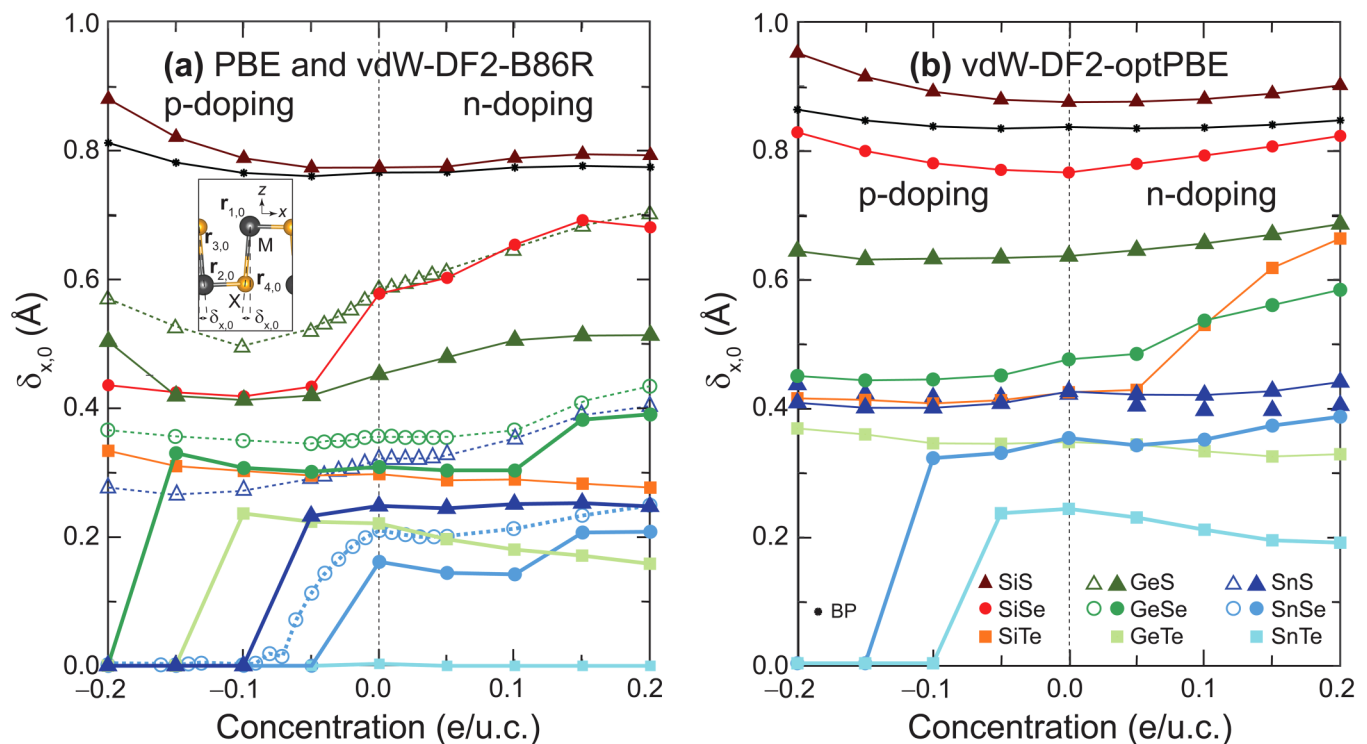 (a) PBE and vdW-DF2-B86R
p-doping n-doping
1.0
0.8
0.6
0.4
0.2
0.0
δx,0 (Å)
r1,0
z
x
r3,0
M
r2,0
r4,0
X
δx,0 δx,0
−0.2 −0.1 0.0 0.1 0.2
Concentration (e/u.c.)
(b) vdW-DF2-optPBE
p-doping n-doping
1.0
0.8
0.6
0.4
0.2
0.0
δx,0 (Å)
SiS GeS SnS
BP SiSe GeSe SnSe
SiTe GeTe SnTe
−0.2 −0.1 0.0 0.1 0.2
Concentration (e/u.c.)